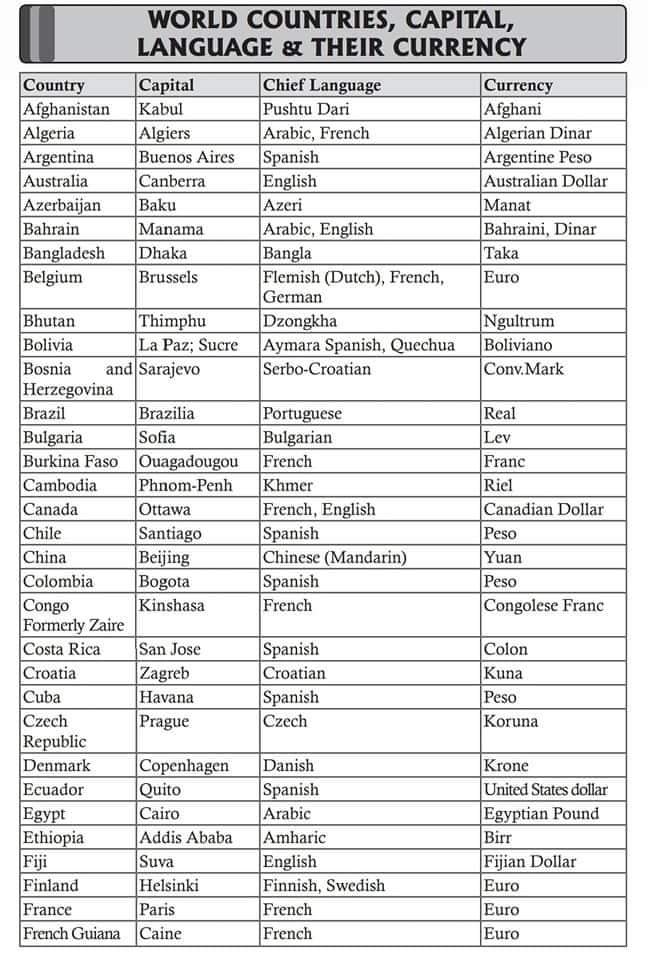 WORLD COUNTRIES, CAPITAL,
LANGUAGE & THEIR CURRENCY
Country Capital Chief Language Currency
Afghanistan Kabul Pushtu Dari Afghani
Algeria Algiers Arabic, French Algerian Dinar
Argentina Buenos Aires Spanish Argentine Peso
Australia Canberra English Australian Dollar
Azerbaijan Baku Azeri Manat
Bahrain Manama Arabic, English Bahraini, Dinar
Bangladesh Dhaka Bangla Taka
Belgium Brussels Flemish (Dutch), French, Euro
German
Bhutan Thimphu Dzongkha Ngultrum
Bolivia La Paz; Sucre Aymara Spanish, Quechua Boliviano
Bosnia and Sarajevo Serbo-Croatian Conv.Mark
Herzegovina
Brazil Brazilia Portuguese Real
Bulgaria Sofia Bulgarian Lev
Burkina Faso Ouagadougou French Franc
Cambodia Phnom-Penh Khmer Riel
Canada Ottawa French, English Canadian Dollar
Chile Santiago Spanish Peso
China Beijing Chinese (Mandarin) Yuan
Colombia Bogota Spanish Peso
Congo Kinshasa French Congolese Franc
Formerly Zaire
Costa Rica San Jose Spanish Colon
Croatia Zagreb Croatian Kuna
Cuba Havana Spanish Peso
Czech Prague Czech Koruna
Republic
Denmark Copenhagen Danish Krone
Ecuador Quito Spanish United States dollar
Egypt Cairo Arabic Egyptian Pound
Ethiopia Addis Ababa Amharic Birr
Fiji Suva English Fijian Dollar
Finland Helsinki Finnish, Swedish Euro
France Paris French Euro
French Guiana Caine French Euro